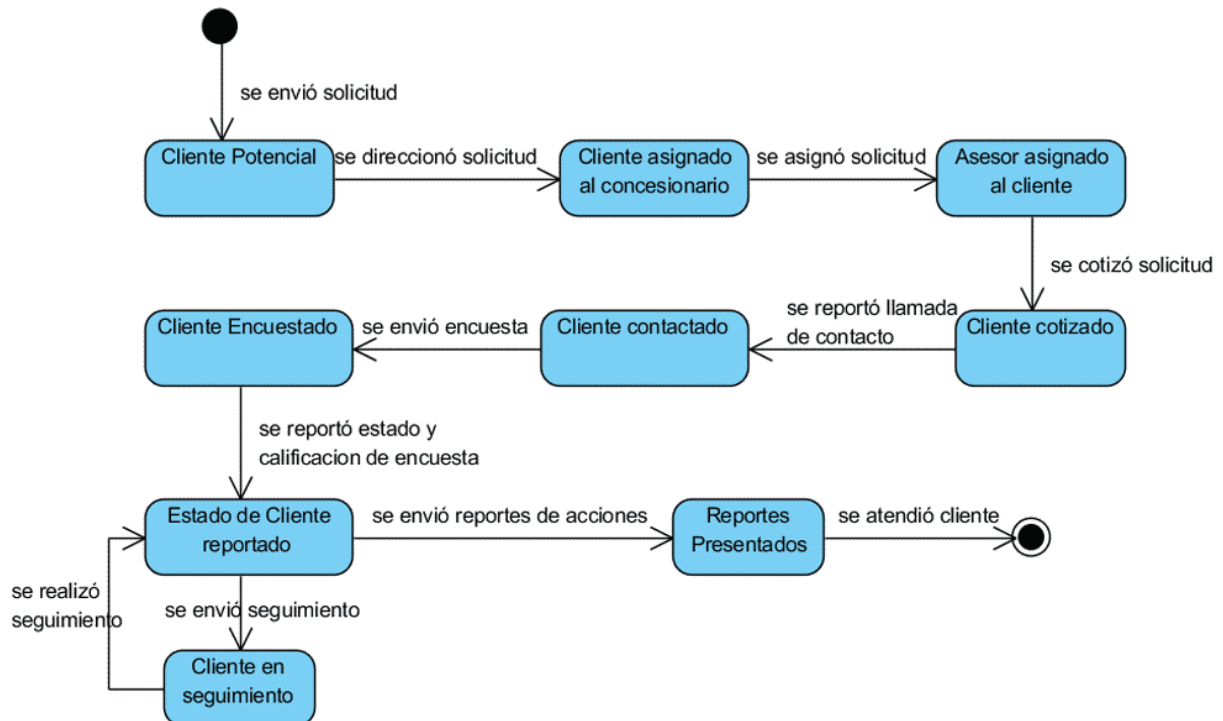 se envió solicitud
Cliente Potencial
se direccionó solicitud
Cliente asignado
al concesionario
se asignó solicitud
Asesor asignado
al cliente
se cotizó solicitud
Cliente cotizado
se reportó llamada
de contacto
Cliente contactado
se envió encuesta
Cliente Encuestado
se reportó estado y
calificacion de encuesta
Estado de Cliente
reportado
se envió reportes de acciones
Reportes
Presentados
se atendió cliente
se realizó
seguimiento
se envió seguimiento
Cliente en
seguimiento